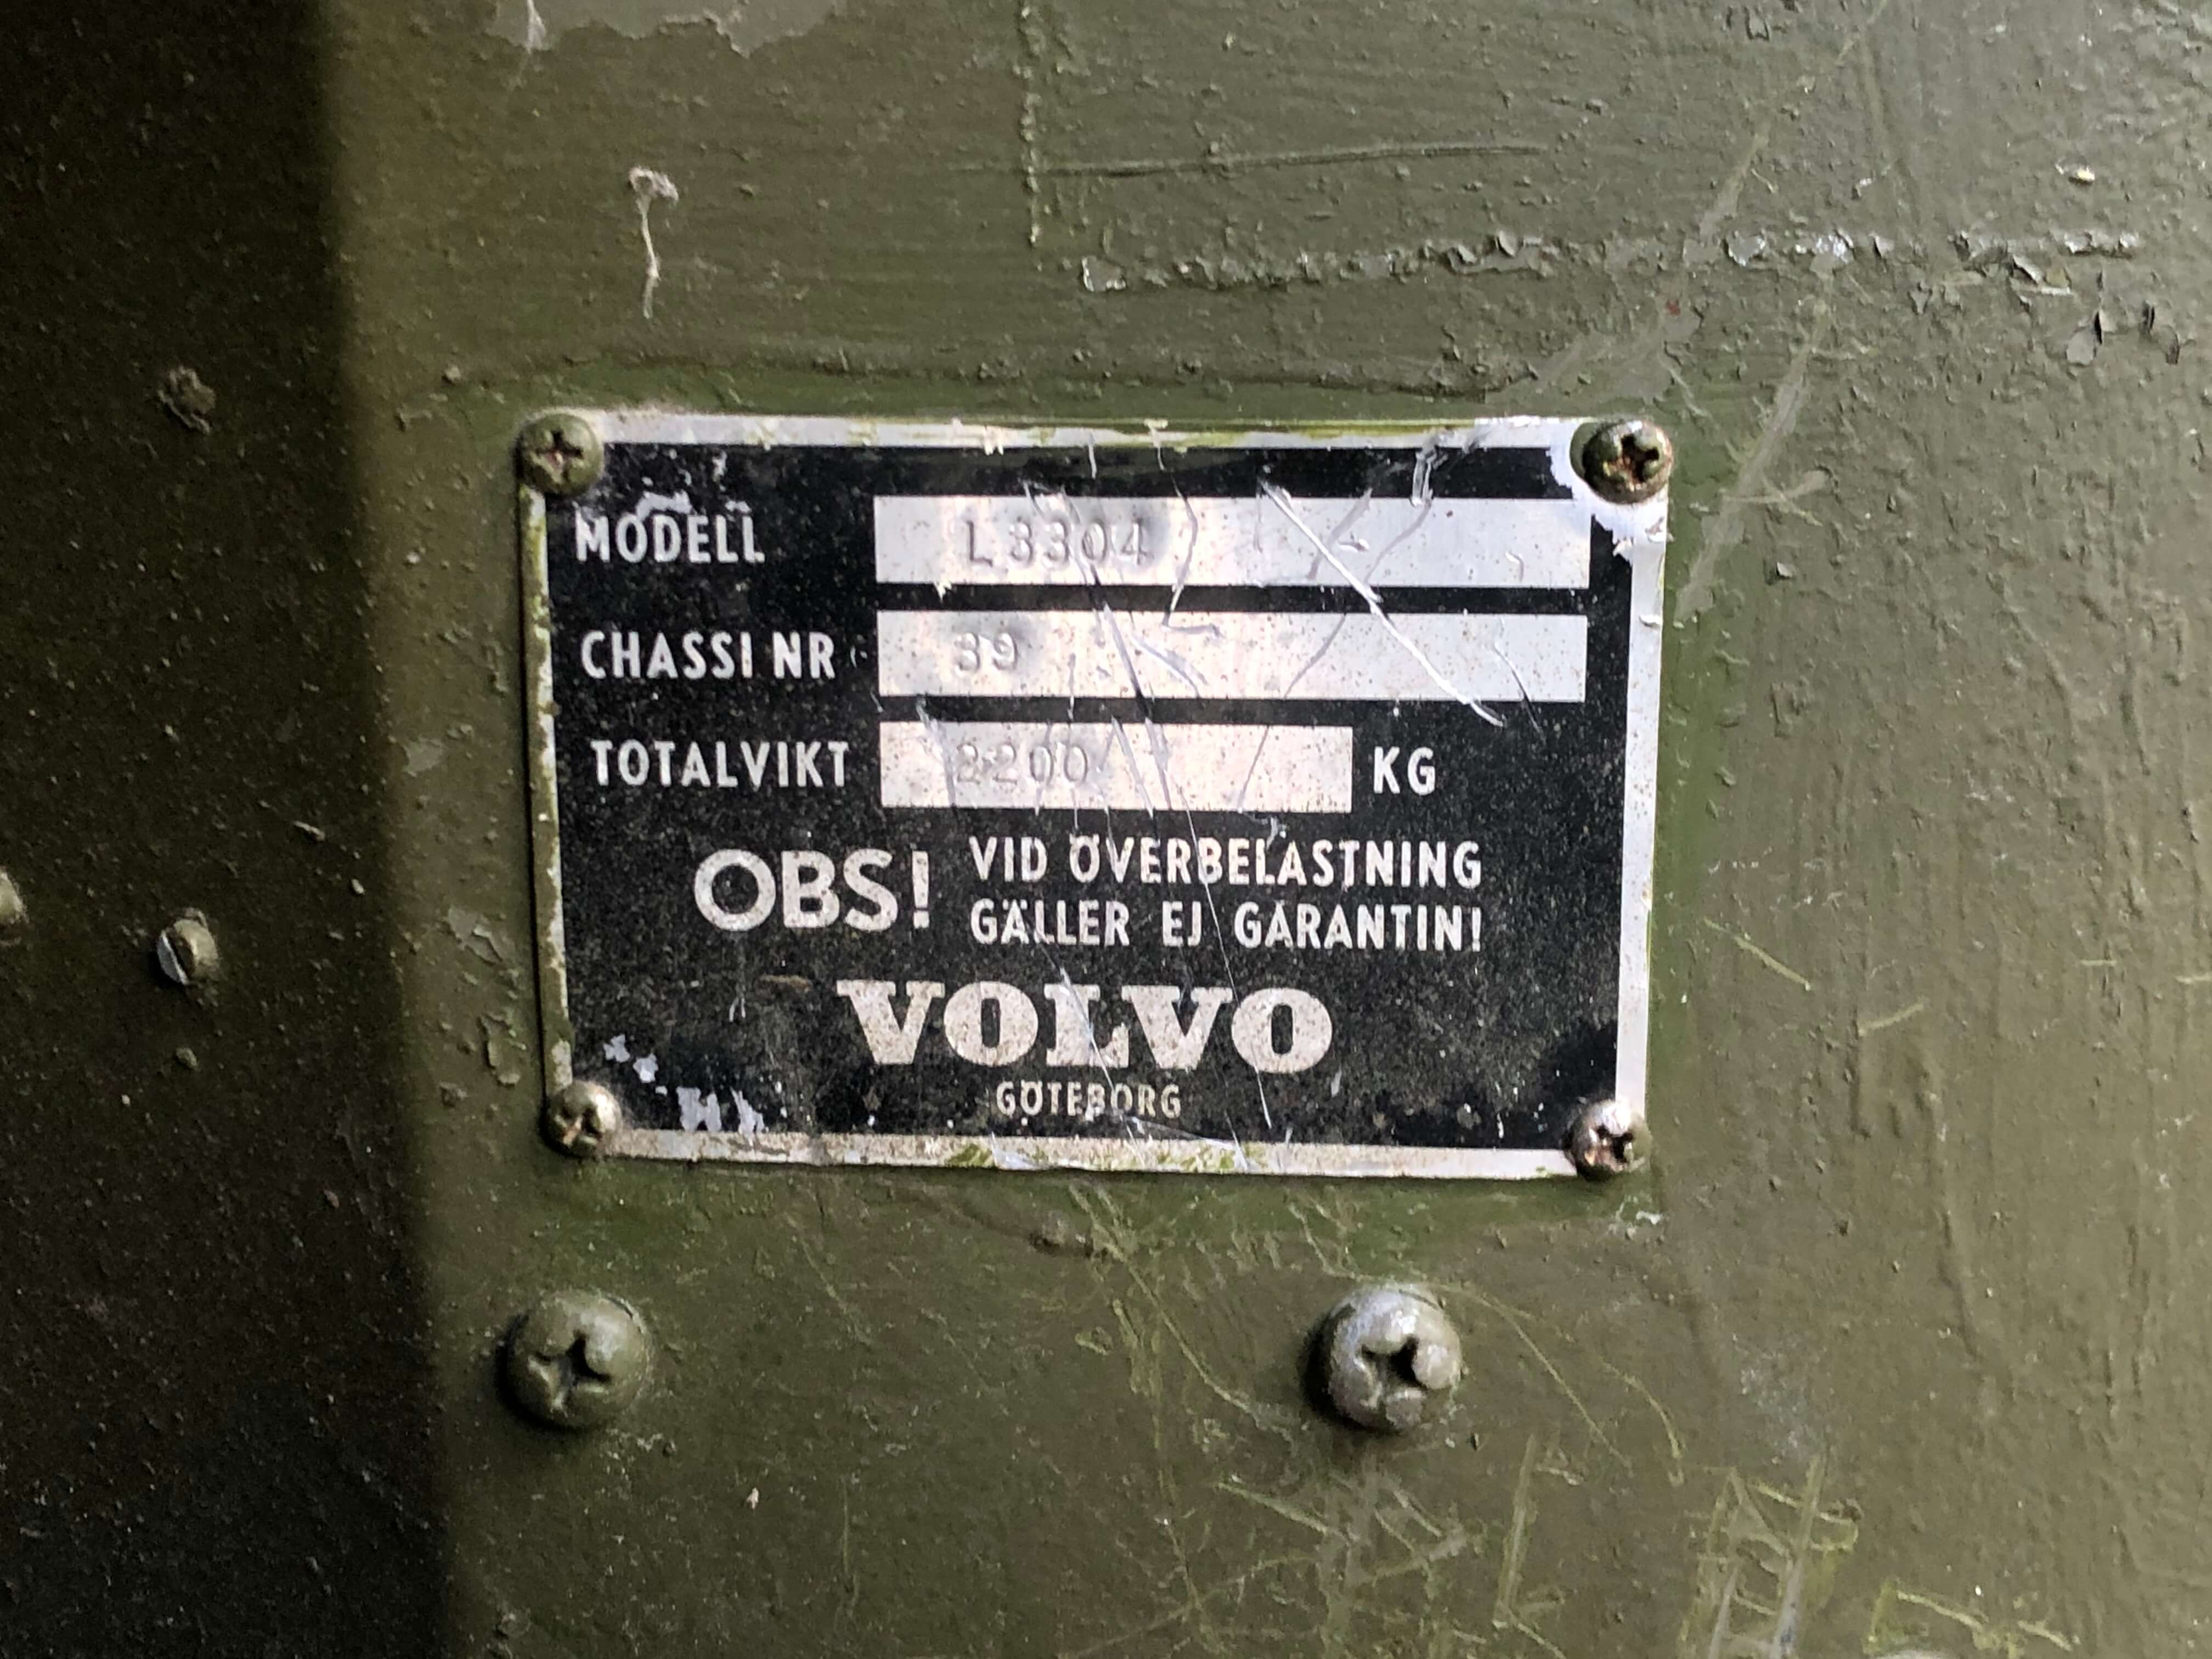 MODELL L3304
CHASSI NR 39
TOTALVIKT 2200 KG
OBS! VID ÖVERBELASTNING
GÄLLER EJ GARANTIN!
VOLVO
GÖTEBORG